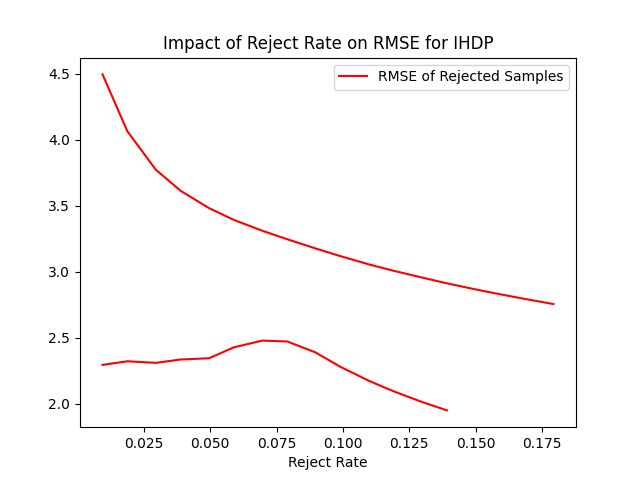 Impact of Reject Rate on RMSE for IHDP
RMSE of Rejected Samples
4.5
4.0
3.5
3.0
2.5
2.0
0.025 0.050 0.075 0.100 0.125 0.150 0.175
Reject Rate